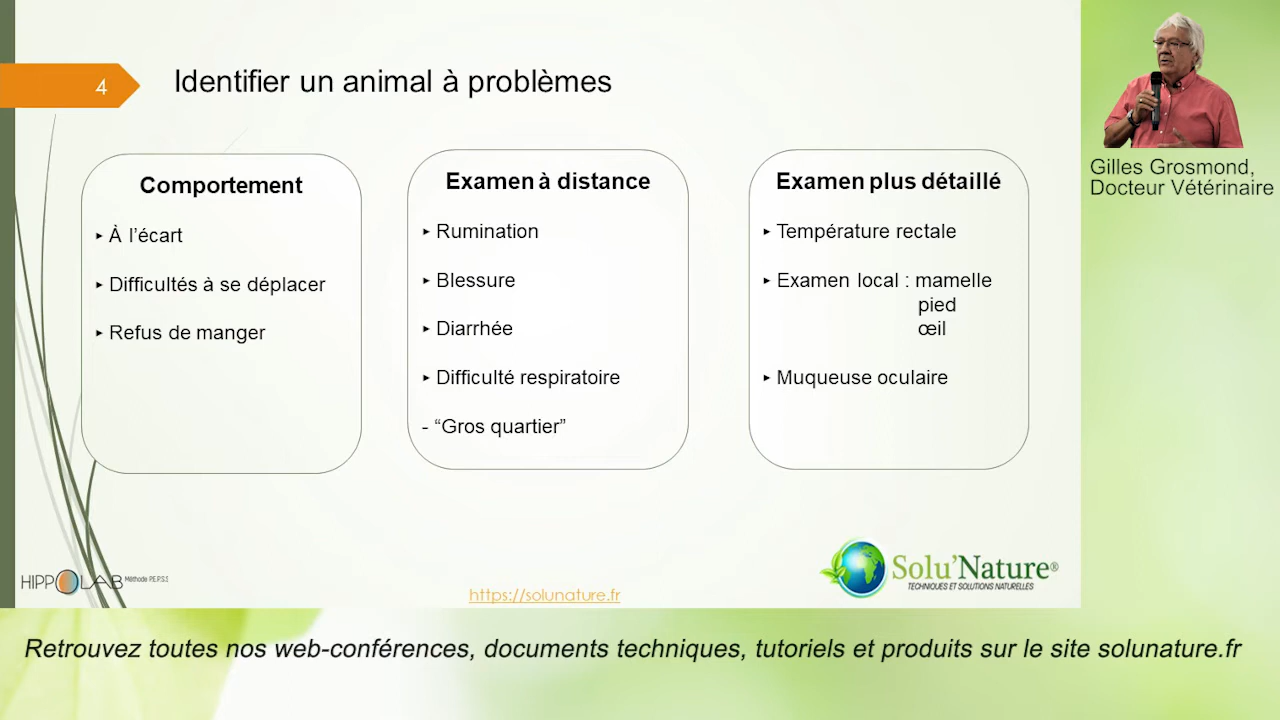 4
Identifier un animal à problèmes
Comportement
‣ À l’écart
‣ Difficultés à se déplacer
‣ Refus de manger
Examen à distance
‣ Rumination
‣ Blessure
‣ Diarrhée
‣ Difficulté respiratoire
- “Gros quartier”
Examen plus détaillé
‣ Température rectale
‣ Examen local : mamelle
pied
œil
‣ Muqueuse oculaire
Gilles Grosmond,
Docteur Vétérinaire
HIPPOLAB Méthode P.E.P.S.S
https://solunature.fr
Solu’Nature®
TECHNIQUES ET SOLUTIONS NATURELLES
Retrouvez toutes nos web-conférences, documents techniques, tutoriels et produits sur le site solunature.fr